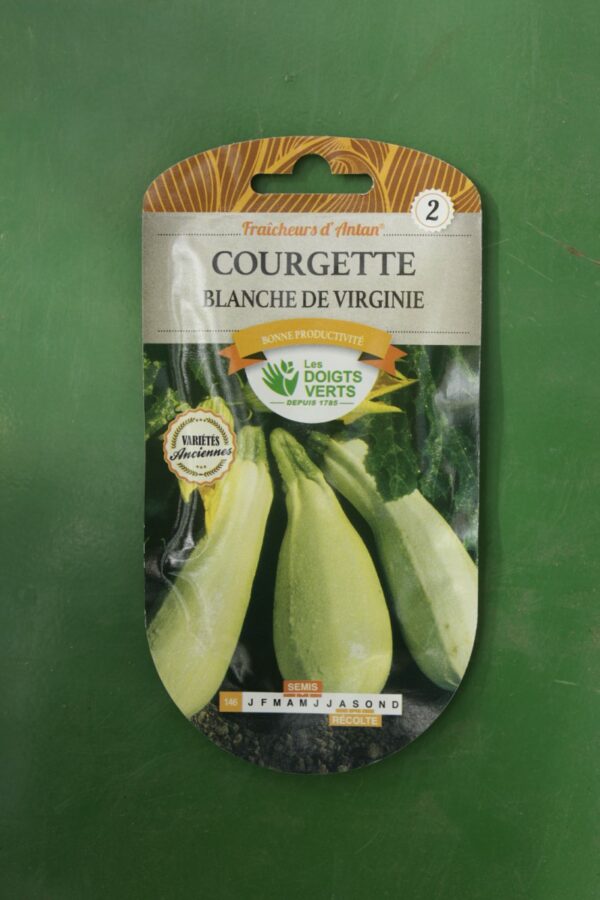 2
Fraîcheurs d'Antan®
COURGETTE
BLANCHE DE VIRGINIE
BONNE PRODUCTIVITÉ
Les
DOIGTS
VERTS
DEPUIS 1785
VARIÉTÉS
Anciennes
SEMIS
146 J F M A M J J A S O N D
RÉCOLTE